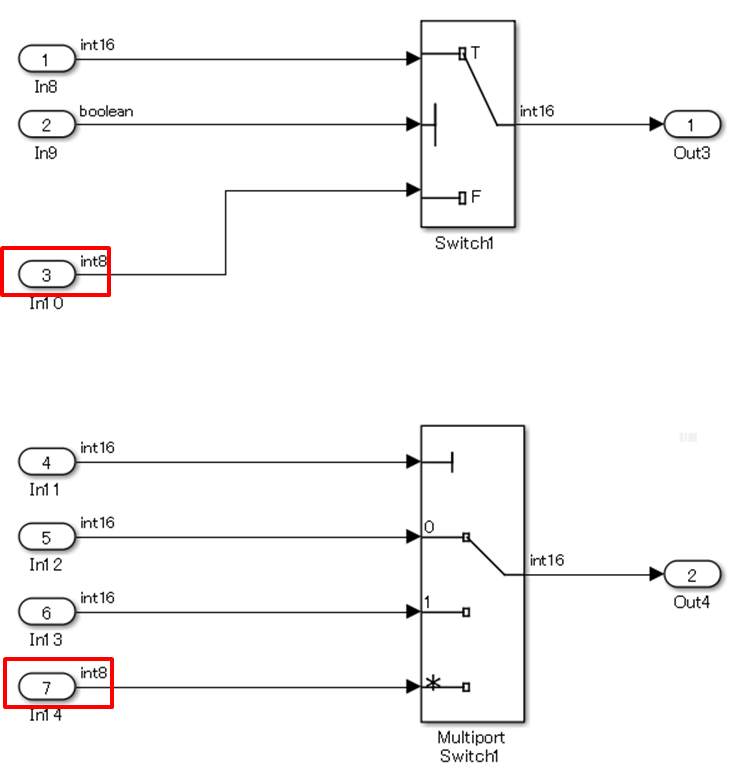 int16
1
In8
T
boolean
2
In9
int16
1
Out3
F
Switch1
int8
3
In10
int16
4
In11
int16
5
In12
0
int16
2
Out4
int16
6
In13
1
int8
7
In14
*
Multiport
Switch1